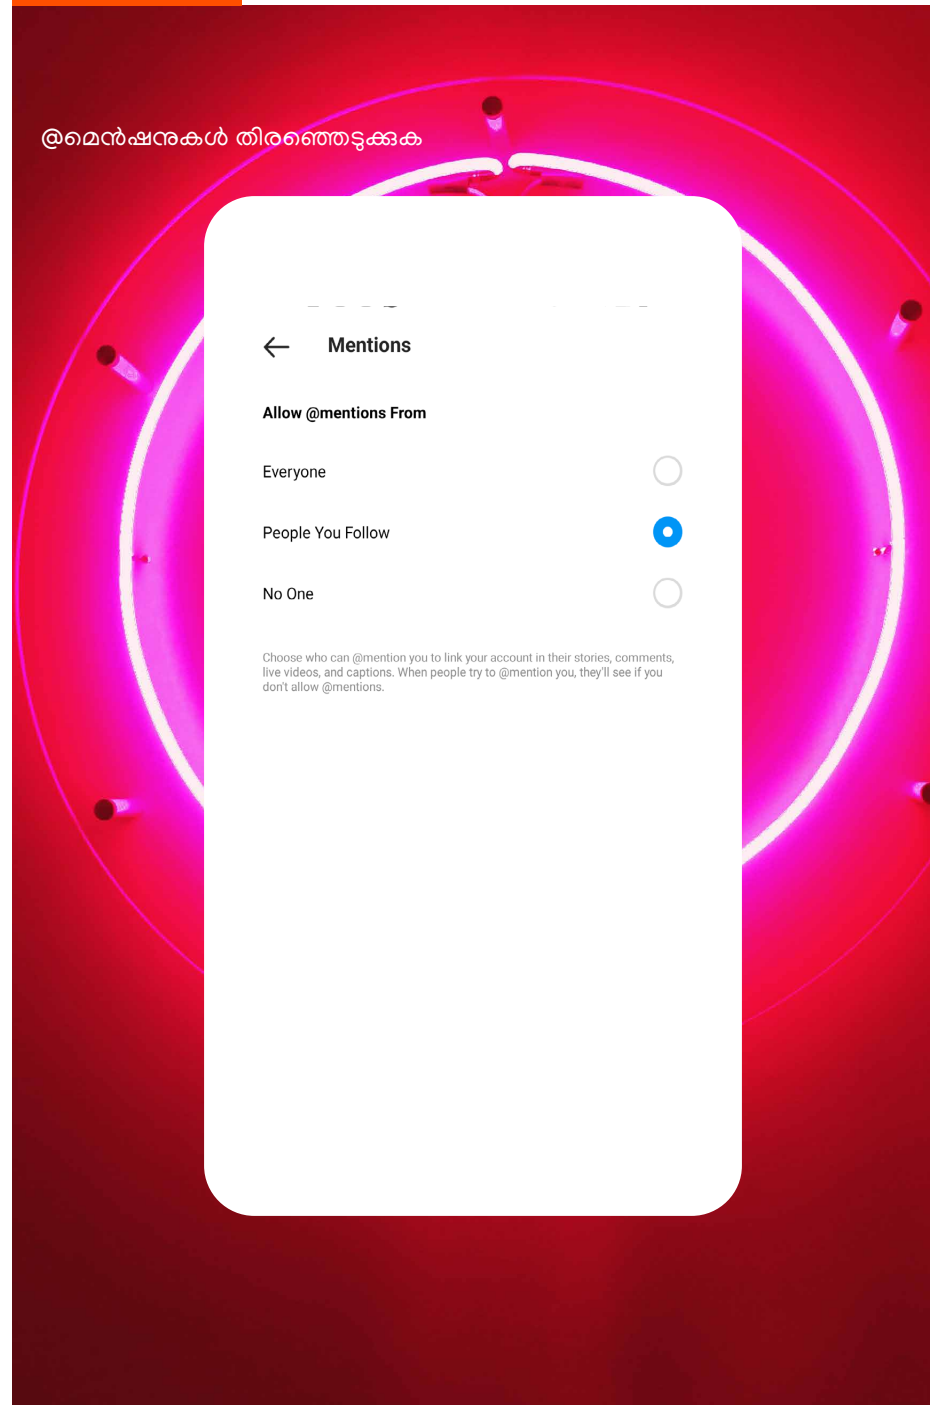 @മെൻഷനുകൾ തിരഞ്ഞെടുക്കുക
Mentions
Allow @mentions From
Everyone
People You Follow
No One
Choose who can @mention you to link your account in their stories, comments,
live videos, and captions. When people try to @mention you, they'll see if you
don't allow @mentions.